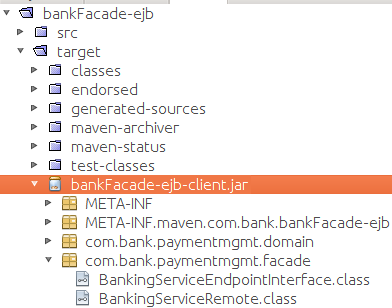 bankFacade-ejb
src
target
classes
endorsed
generated-sources
maven-archiver
maven-status
test-classes
bankFacade-ejb-client.jar
META-INF
META-INF.maven.com.bank.bankFacade-ejb
com.bank.paymentmgmt.domain
com.bank.paymentmgmt.facade
BankingServiceEndpointInterface.class
BankingServiceRemote.class